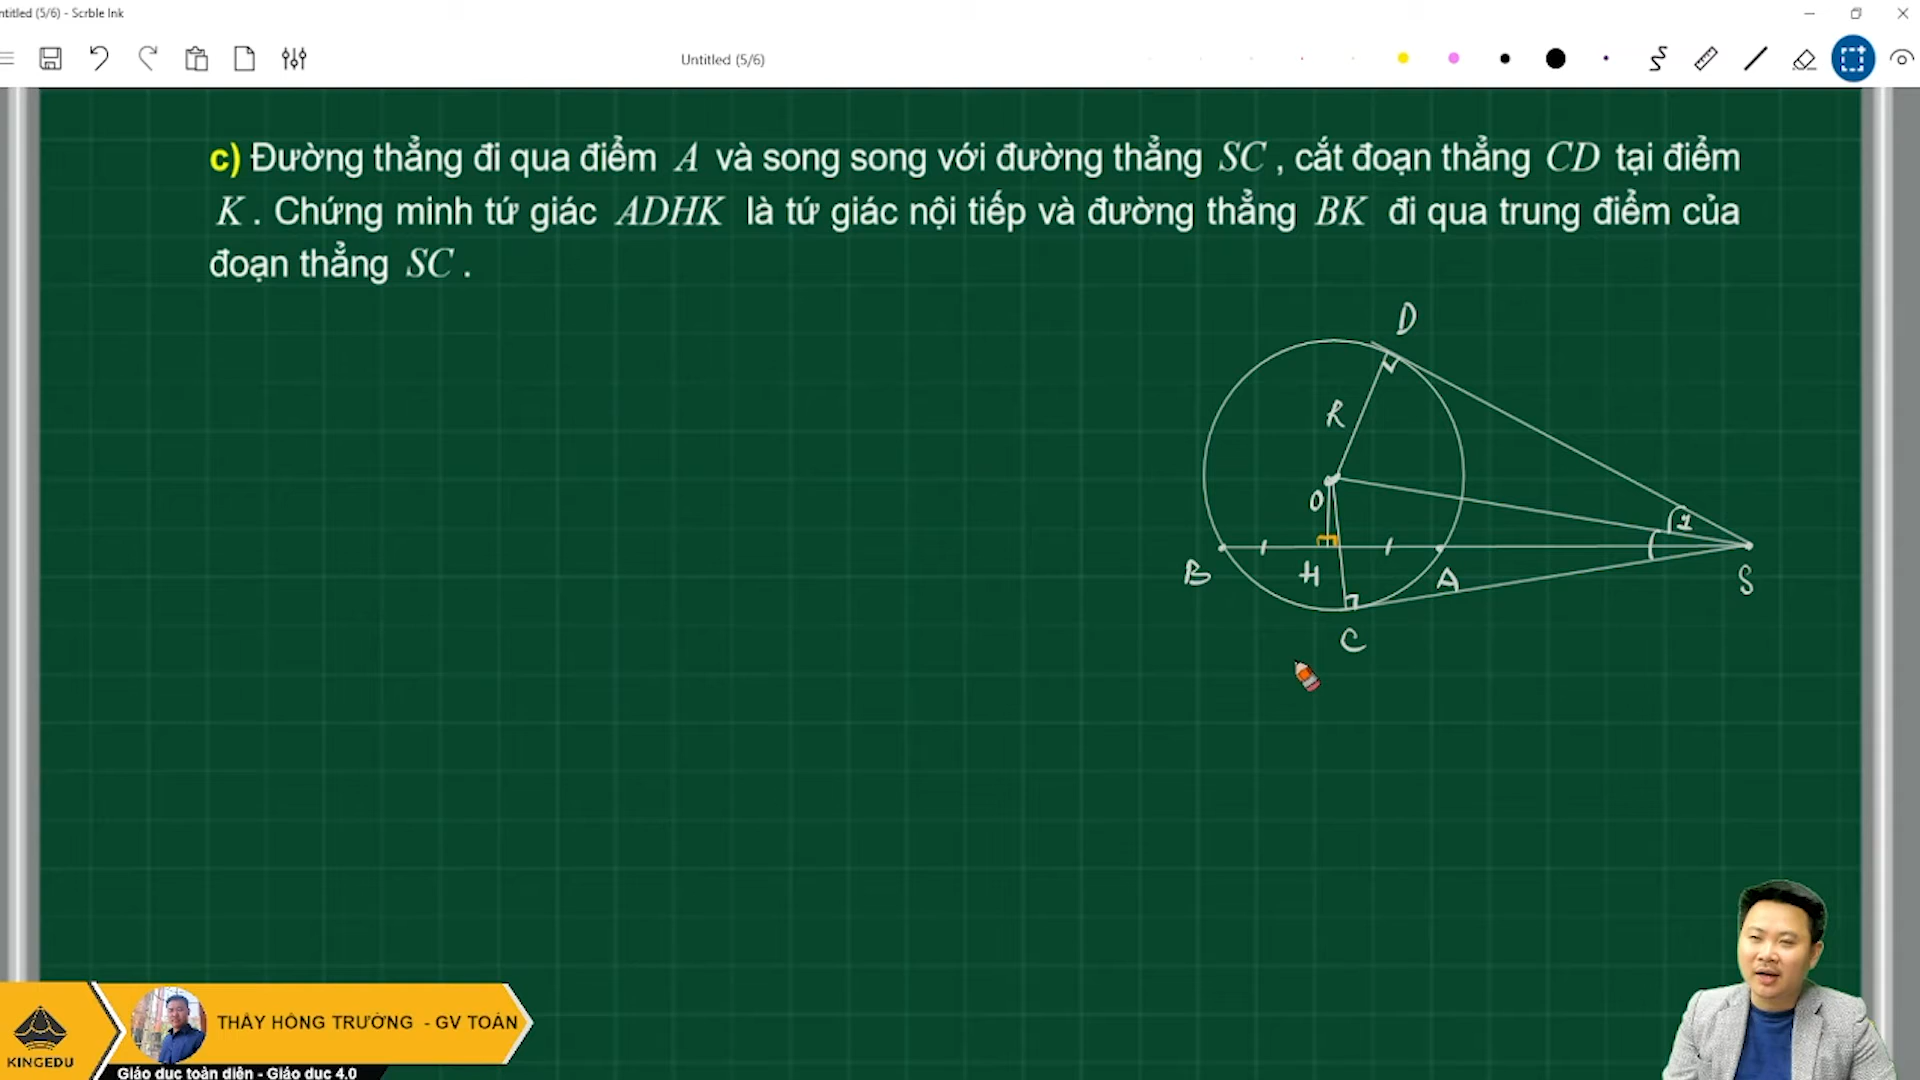 ntitled (5/6) - Scrble Ink
Untitled (5/6)
c) Đường thẳng đi qua điểm A và song song với đường thẳng SC , cắt đoạn thẳng CD tại điểm
K . Chứng minh tứ giác ADHK là tứ giác nội tiếp và đường thẳng BK đi qua trung điểm của
đoạn thẳng SC .
D
R
O
1
B
H
A
S
C
THẦY HỒNG TRƯỞNG - GV TOÁN
KINGEDU
Giáo dục toàn diện - Giáo dục 4.0